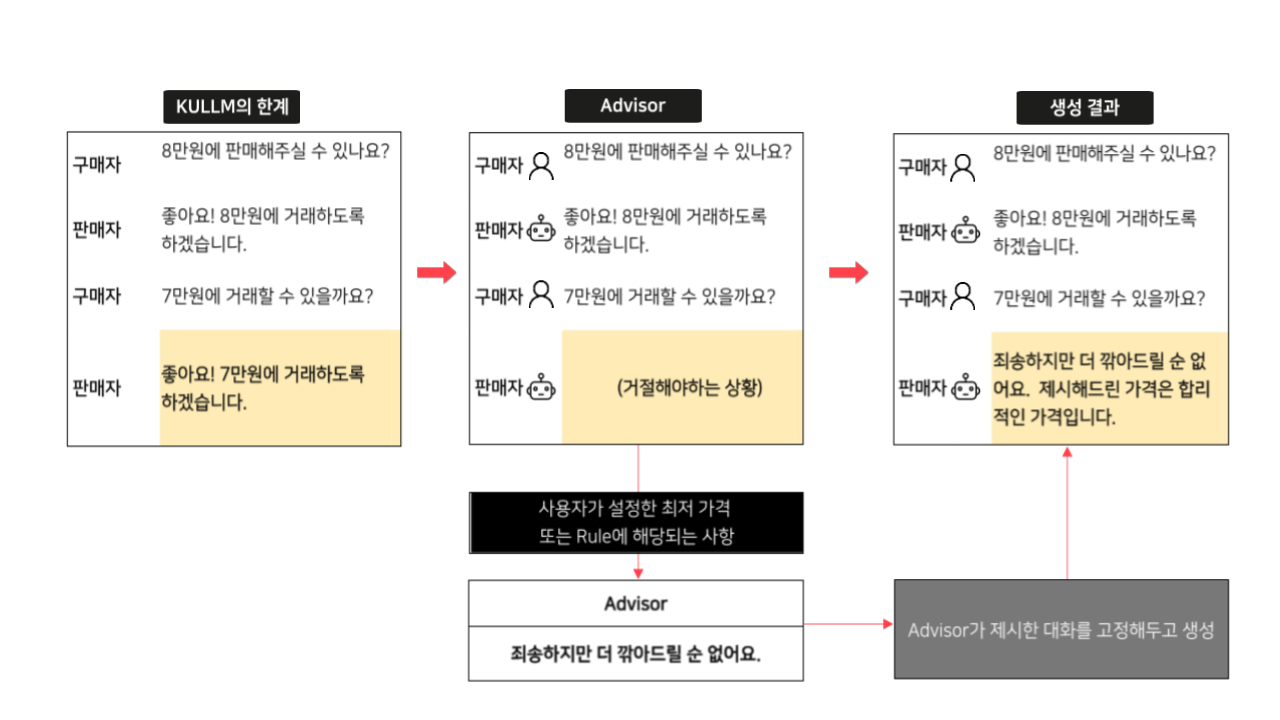 KULLM의 한계
구매자
8만원에 판매해주실 수 있나요?
판매자
좋아요! 8만원에 거래하도록
하겠습니다.
구매자
7만원에 거래할 수 있을까요?
판매자
좋아요! 7만원에 거래하도록
하겠습니다.
Advisor
구매자
8만원에 판매해주실 수 있나요?
판매자
좋아요! 8만원에 거래하도록
하겠습니다.
구매자
7만원에 거래할 수 있을까요?
판매자
(거절해야하는 상황)
사용자가 설정한 최저 가격
또는 Rule에 해당되는 사항
Advisor
죄송하지만 더 깎아드릴 순 없어요.
Advisor가 제시한 대화를 고정해두고 생성
생성 결과
구매자
8만원에 판매해주실 수 있나요?
판매자
좋아요! 8만원에 거래하도록
하겠습니다.
구매자
7만원에 거래할 수 있을까요?
판매자
죄송하지만 더 깎아드릴 순 없
어요. 제시해드린 가격은 합리
적인 가격입니다.